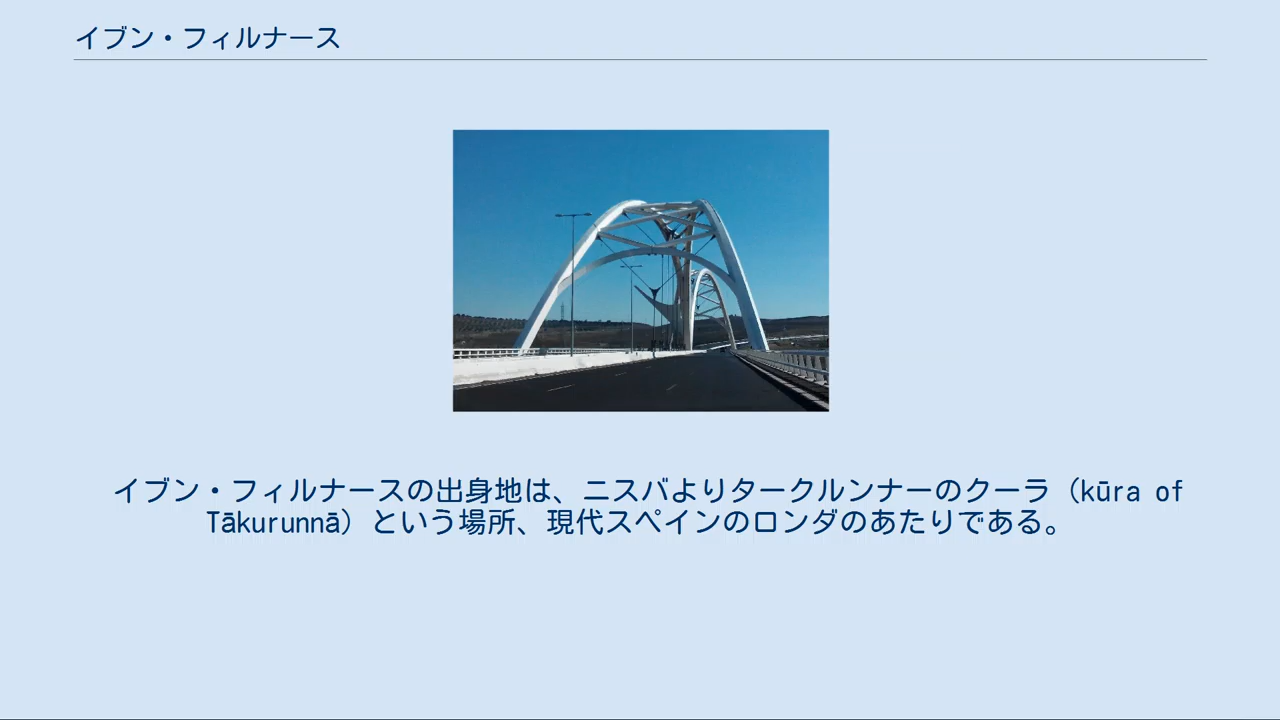 イブン・フィルナース
イブン・フィルナースの出身地は、ニスバよりタークルンナーのクーラ（kūra of
Tākurunnā）という場所、現代スペインのロンダのあたりである。